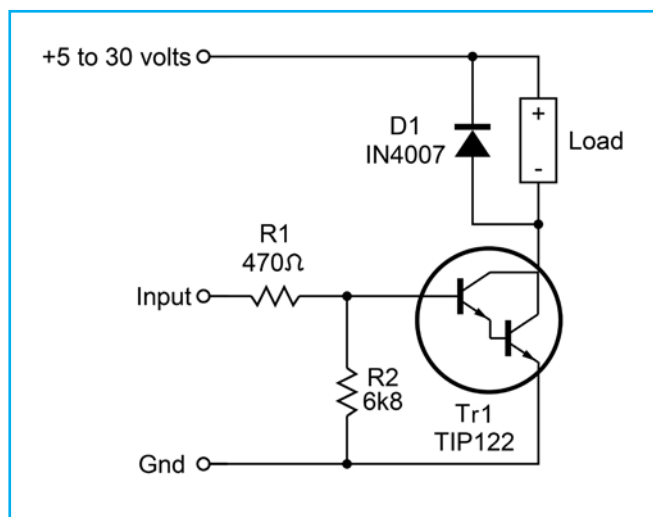 +5 to 30 volts
D1
IN4007
+
Load
-
R1
470Ω
Input
R2
6k8
Tr1
TIP122
Gnd